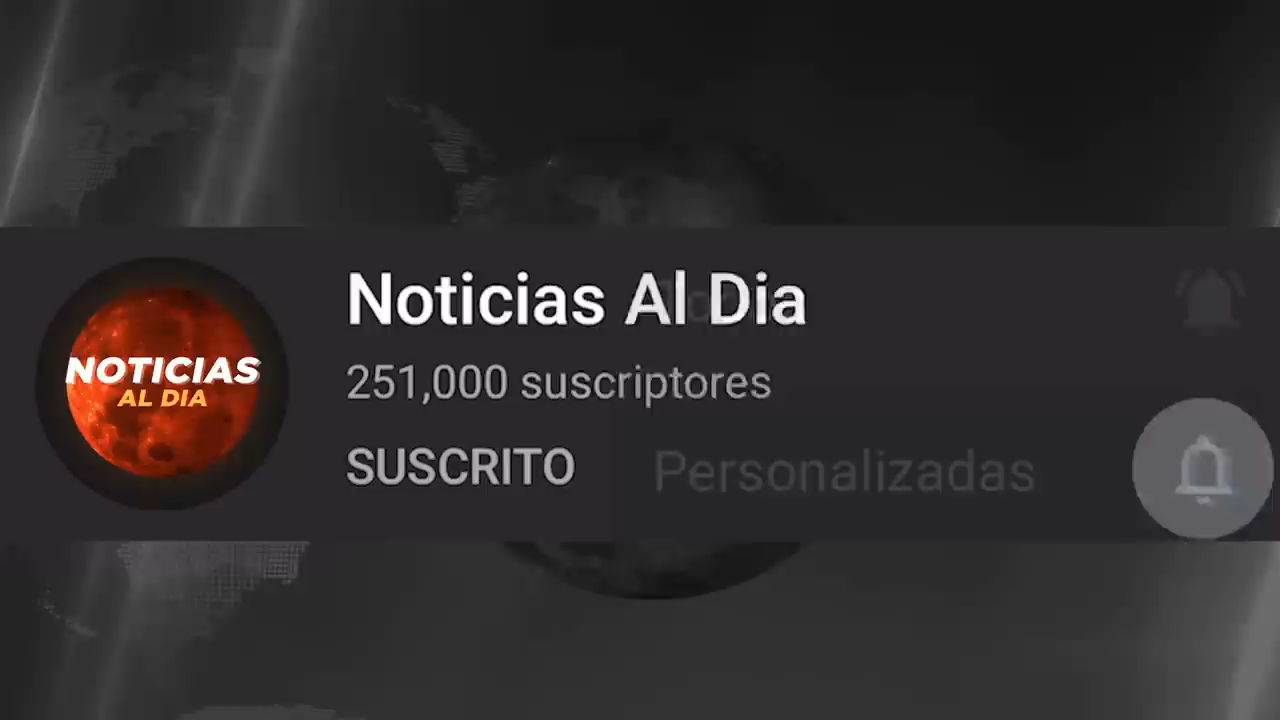 NOTICIAS
AL DIA
Noticias Al Dia
251,000 suscriptores
SUSCRITO
Personalizadas